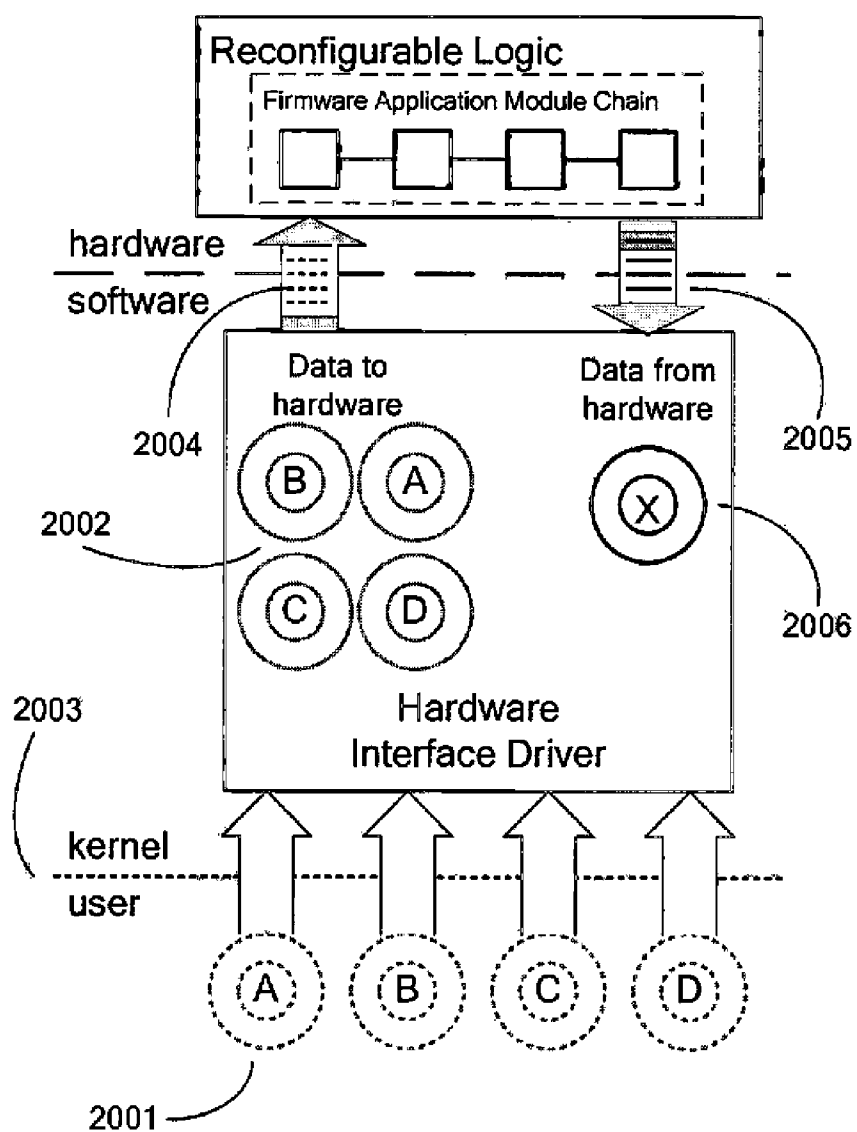 Reconfigurable Logic
Firmware Application Module Chain
hardware
software
Data to
hardware
Data from
hardware
2004
2005
B
A
X
2002
C
D
2006
2003
Hardware
Interface Driver
kernel
user
A
B
C
D
2001